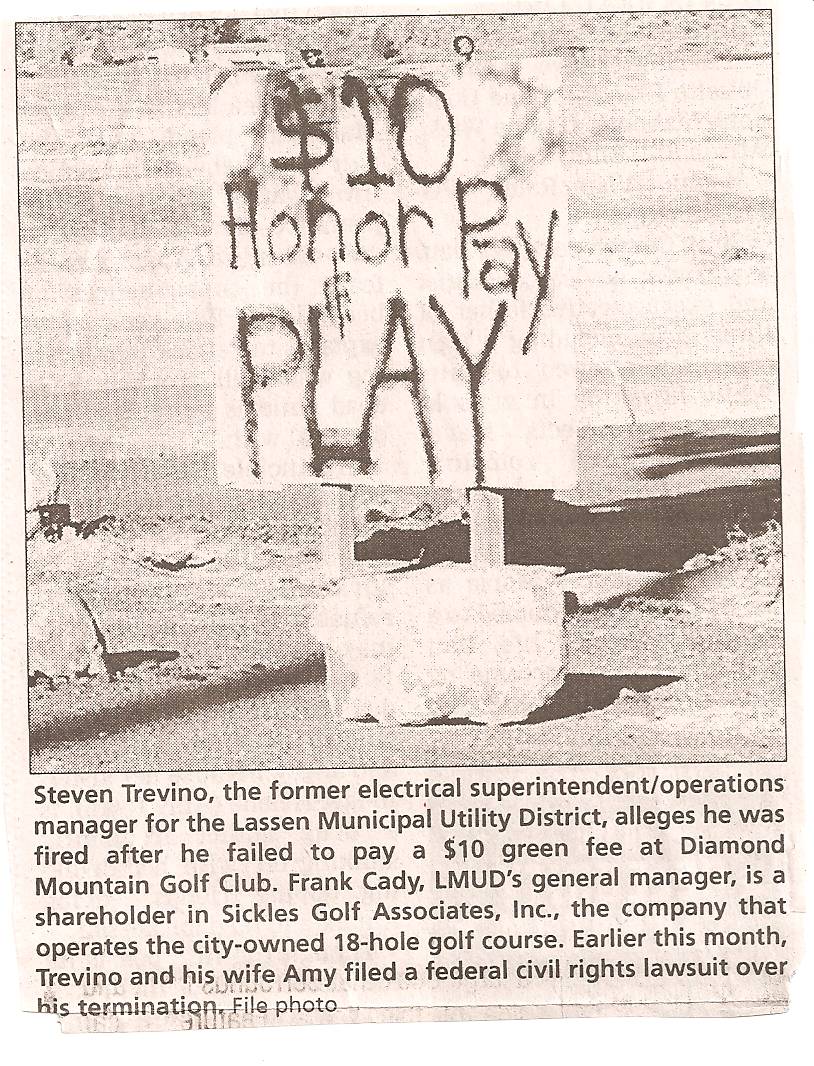 $10
Honor Pay
&
PLAY
Steven Trevino, the former electrical superintendent/operations
manager for the Lassen Municipal Utility District, alleges he was
fired after he failed to pay a $10 green fee at Diamond
Mountain Golf Club. Frank Cady, LMUD's general manager, is a
shareholder in Sickles Golf Associates, Inc., the company that
operates the city-owned 18-hole golf course. Earlier this month,
Trevino and his wife Amy filed a federal civil rights lawsuit over
his termination. File photo